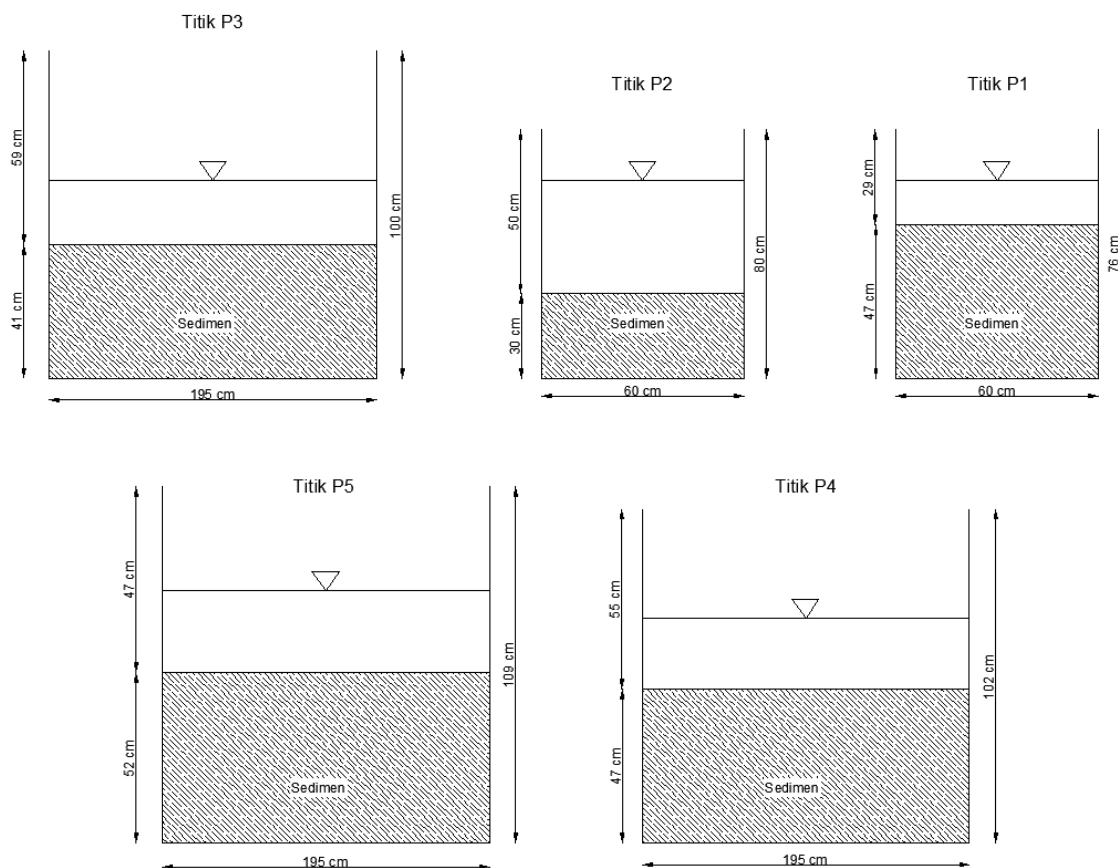 Titik P3
59 cm
41 cm
100 cm
Sedimen
195 cm
Titik P2
50 cm
30 cm
80 cm
Sedimen
60 cm
Titik P1
29 cm
47 cm
76 cm
Sedimen
60 cm
Titik P5
47 cm
52 cm
109 cm
Sedimen
195 cm
Titik P4
55 cm
47 cm
102 cm
Sedimen
195 cm